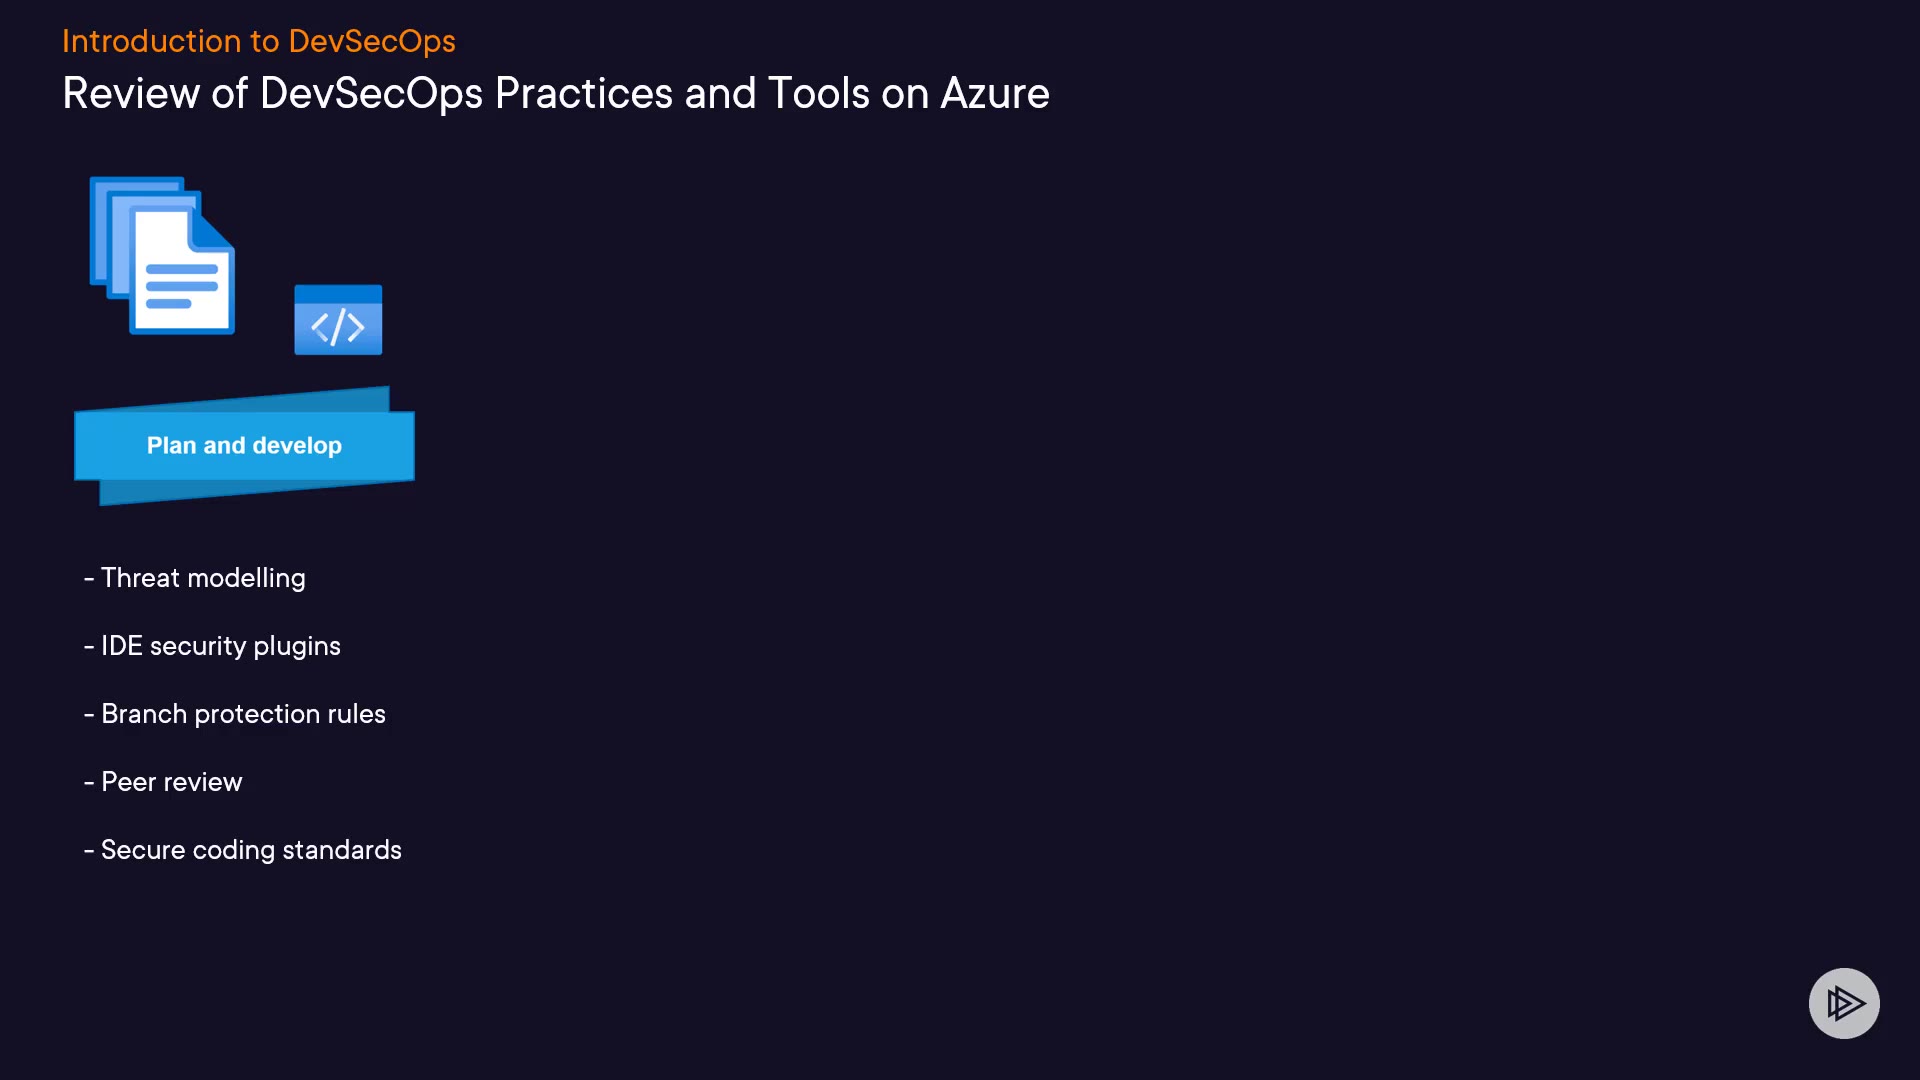 Introduction to DevSecOps
Review of DevSecOps Practices and Tools on Azure
</>
Plan and develop
- Threat modelling
- IDE security plugins
- Branch protection rules
- Peer review
- Secure coding standards